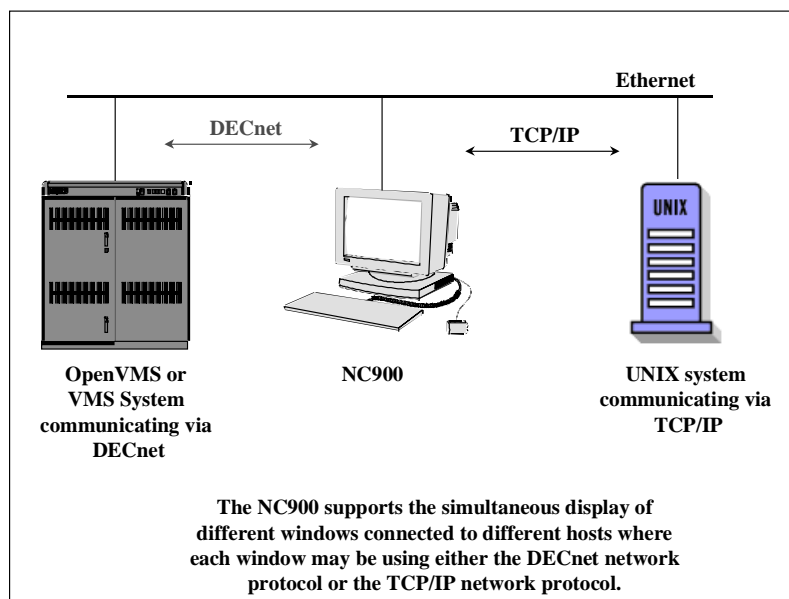 Ethernet
DECnet
TCP/IP
UNIX
OpenVMS or
VMS System
communicating via
DECnet
NC900
UNIX system
communicating via
TCP/IP
The NC900 supports the simultaneous display of
different windows connected to different hosts where
each window may be using either the DECnet network
protocol or the TCP/IP network protocol.